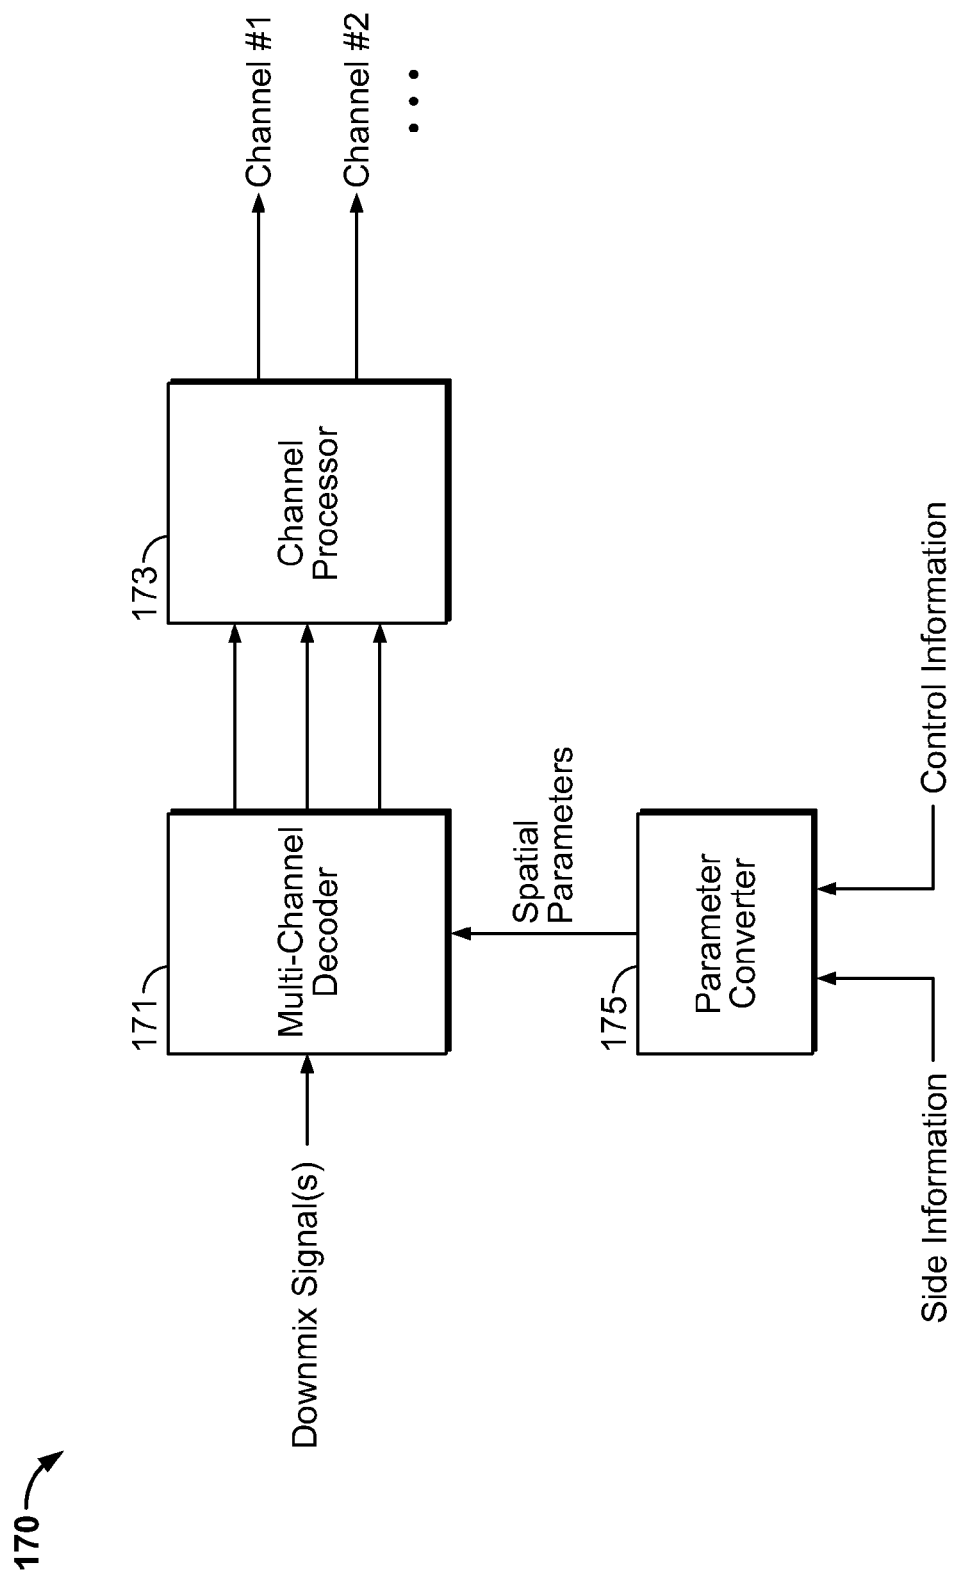 170
171
Multi-Channel
Decoder
173
Channel
Processor
Channel #1
Channel #2
Downmix Signal(s)
Spatial
Parameters
175
Parameter
Converter
Side Information
Control Information